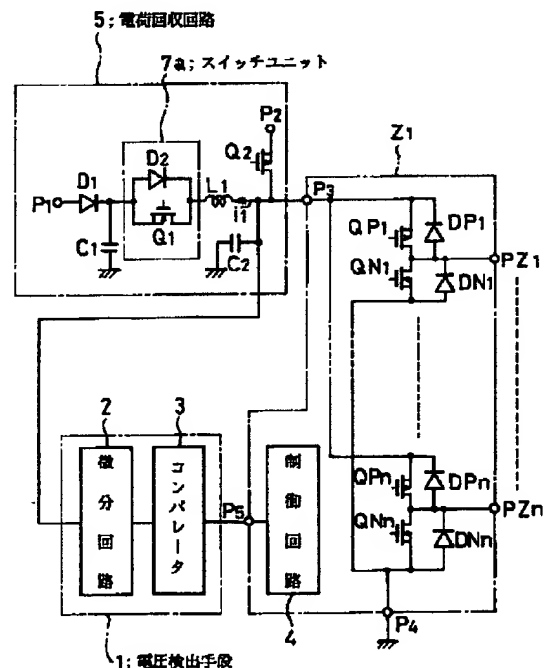 5; 電荷回収回路
7a; スイッチユニット
P2
Z1
Q2
D2
D1
L1
P3
P1
i1
QP1
DP1
C1
Q1
C2
PZ1
QN1
DN1
2
3
微分回路
コンパレータ
制御回路
P5
QPn
DPn
PZn
QNn
DNn
4
P4
1; 電圧検出手段